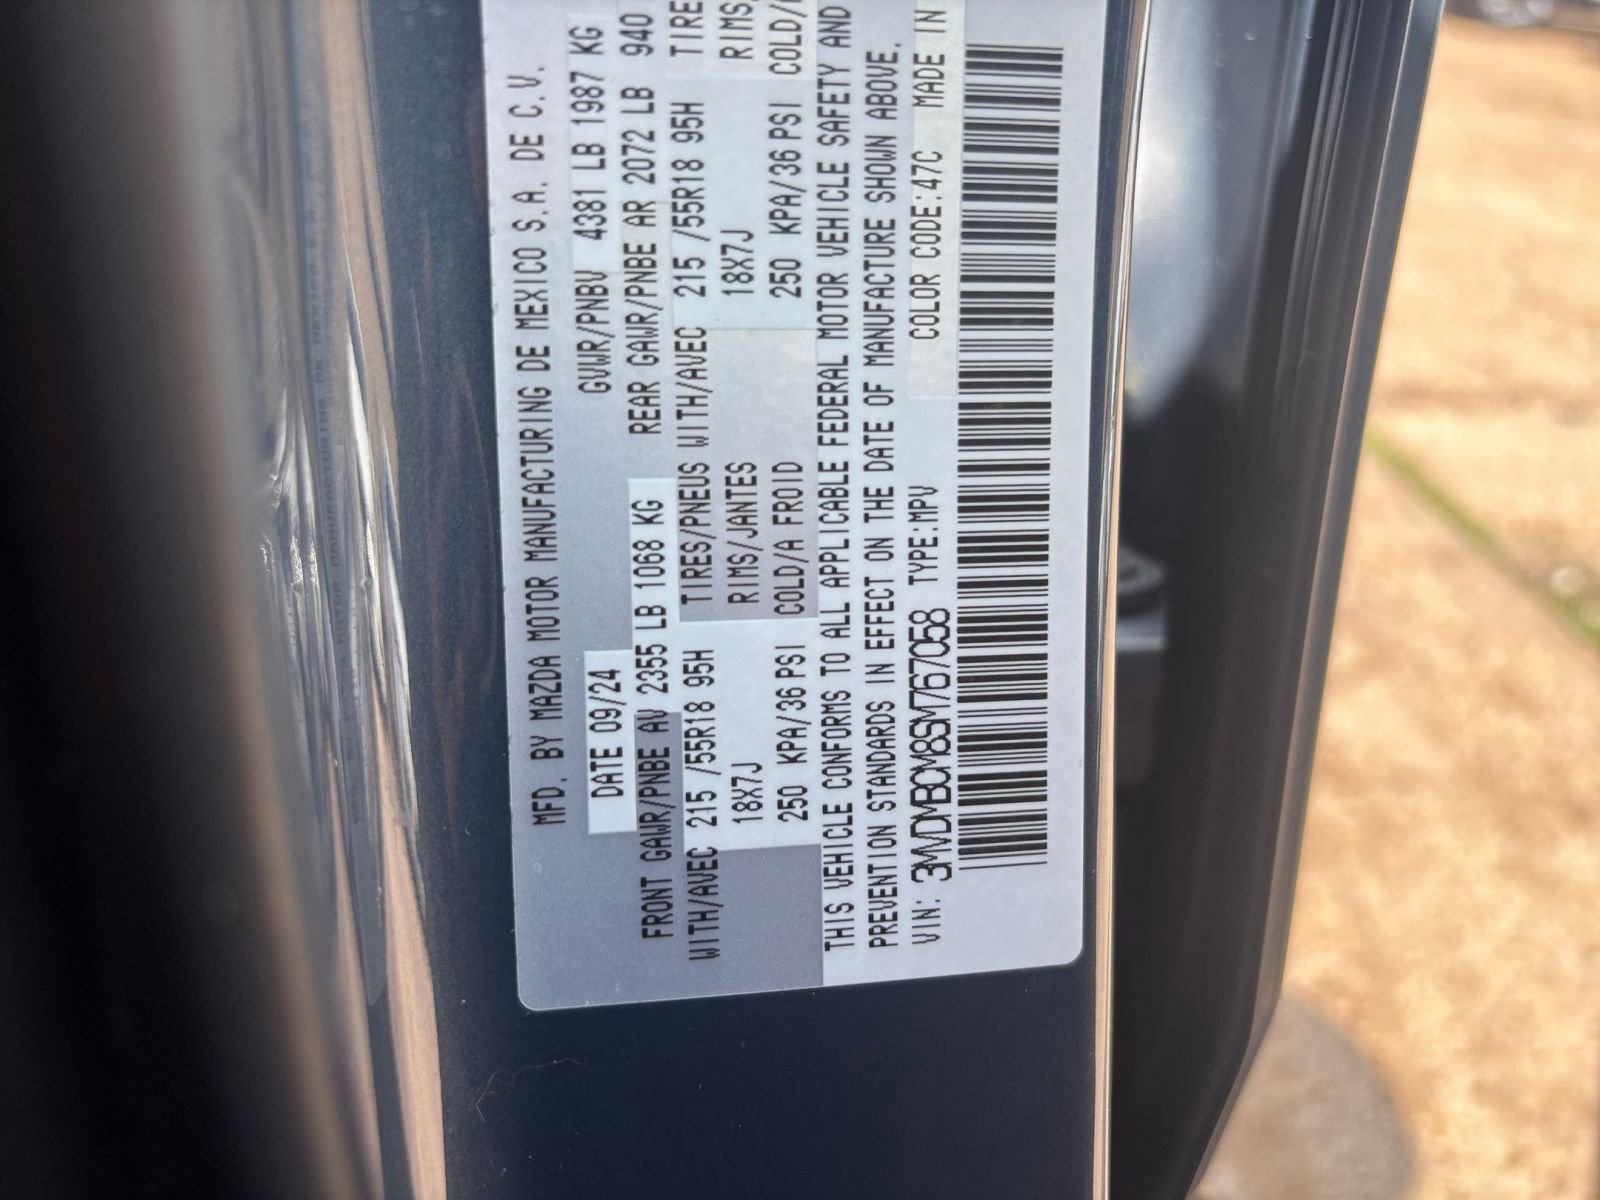 MFD. BY MAZDA MOTOR MANUFACTURING DE MEXICO S.A. DE C.V.
DATE 09/24 GVWR/PNBV 4381 LB 1987 KG
FRONT GAWR/PNBE AV 2355 LB 1068 KG REAR GAWR/PNBE AR 2072 LB 940
WITH/AVEC 215 /55R18 95H TIRES/PNEUS WITH/AVEC 215 /55R18 95H TIRE
18X7J RIMS/JANTES 18X7J RIMS/
250 KPA/36 PSI COLD/A FROID 250 KPA/36 PSI COLD/
THIS VEHICLE CONFORMS TO ALL APPLICABLE FEDERAL MOTOR VEHICLE SAFETY AND
PREVENTION STANDARDS IN EFFECT ON THE DATE OF MANUFACTURE SHOWN ABOVE.
VIN: 3MVDMBCM8SM767058 TYPE:MPV COLOR CODE:47C MADE IN